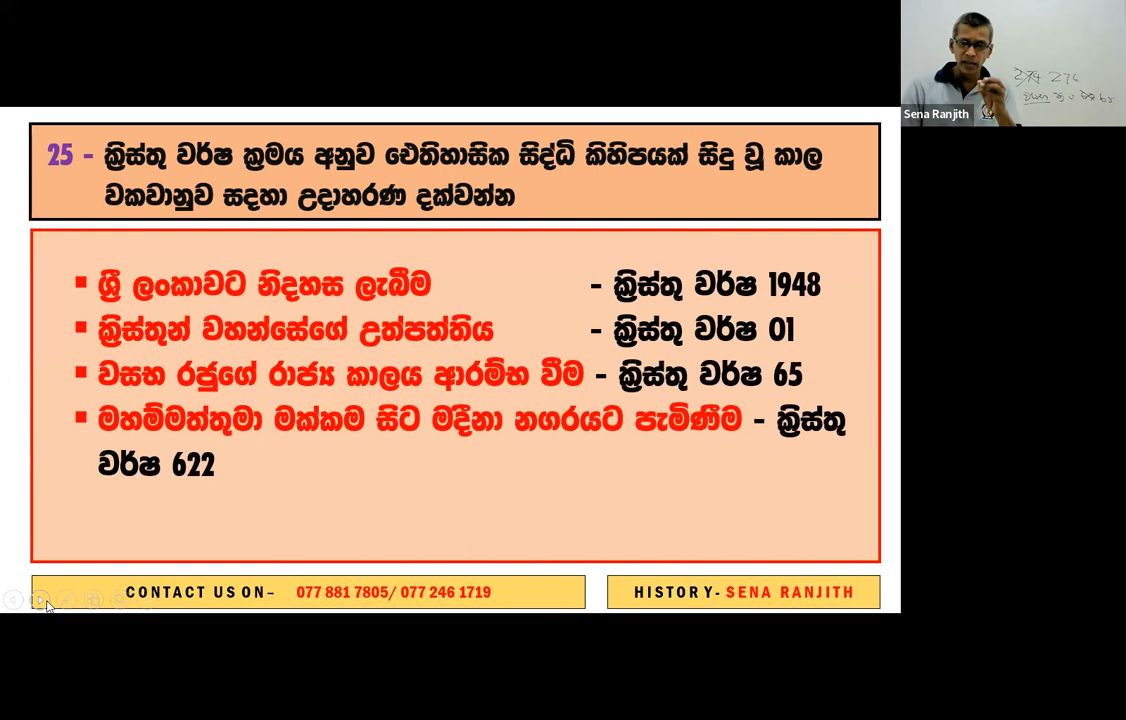 Sena Ranjith
25 - ක්‍රිස්තු වර්ෂ ක්‍රමය අනුව ඓතිහාසික සිද්ධි කිහිපයක් සිදු වූ කාල
වකවානුව සදහා උදාහරණ දක්වන්න
▪ ශ්‍රී ලංකාවට නිදහස ලැබීම - ක්‍රිස්තු වර්ෂ 1948
▪ ක්‍රිස්තුන් වහන්සේගේ උත්පත්තිය - ක්‍රිස්තු වර්ෂ 01
▪ වසභ රජුගේ රාජ්‍ය කාලය ආරම්භ වීම - ක්‍රිස්තු වර්ෂ 65
▪ මහම්මත්තුමා මක්කම සිට මදීනා නගරයට පැමිණීම - ක්‍රිස්තු
වර්ෂ 622
CONTACT US ON– 077 881 7805/ 077 246 1719
HISTORY- SENA RANJITH